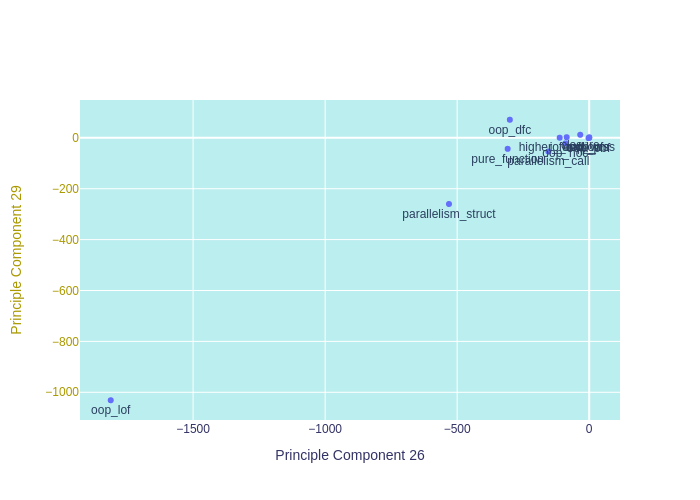 0
−200
−400
−600
−800
−1000
Principle Component 29
oop_dfc
pure_function
parallelism_call
parallelism_struct
oop_lof
−1500
−1000
−500
0
Principle Component 26